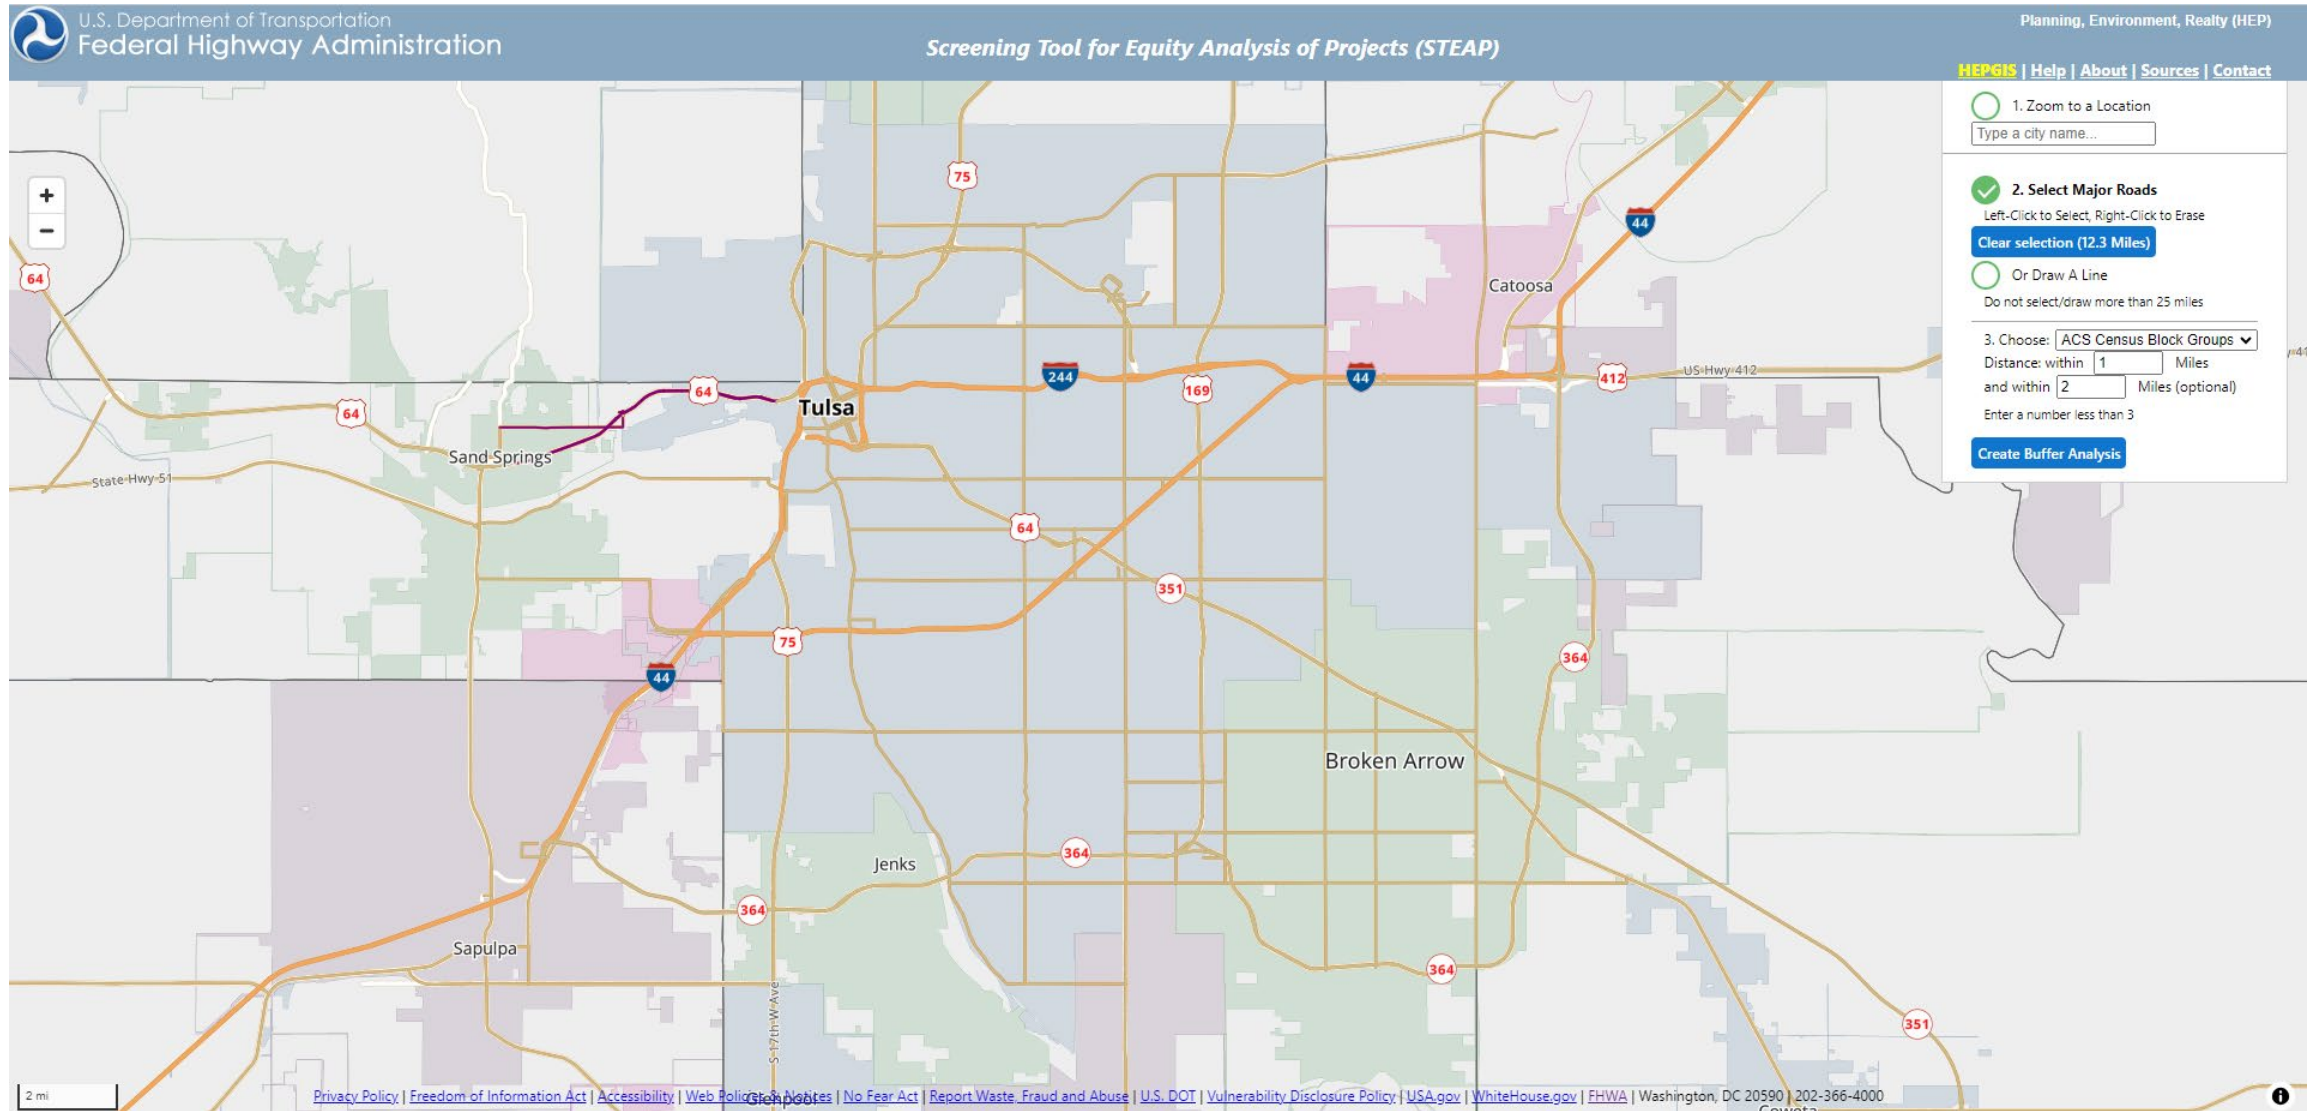 U.S. Department of Transportation
Federal Highway Administration
Screening Tool for Equity Analysis of Projects (STEAP)
Planning, Environment, Realty (HEP)
HEPGIS | Help | About | Sources | Contact
1. Zoom to a Location
Type a city name...
2. Select Major Roads
Left-Click to Select, Right-Click to Erase
Clear selection (12.3 Miles)
Or Draw A Line
Do not select/draw more than 25 miles
3. Choose: ACS Census Block Groups
Distance: within 1 Miles
and within 2 Miles (optional)
Enter a number less than 3
Create Buffer Analysis
+
−
75
44
64
Catoosa
244
44
412
US Hwy 412
64
169
64
Tulsa
Sand Springs
State Hwy 51
64
351
75
364
44
Broken Arrow
Jenks
364
364
Sapulpa
364
S 17th W Ave
351
Glenpool
Coweta
2 mi
Privacy Policy | Freedom of Information Act | Accessibility | Web Policies & Notices | No Fear Act | Report Waste, Fraud and Abuse | U.S. DOT | Vulnerability Disclosure Policy | USA.gov | WhiteHouse.gov | FHWA | Washington, DC 20590 | 202-366-4000